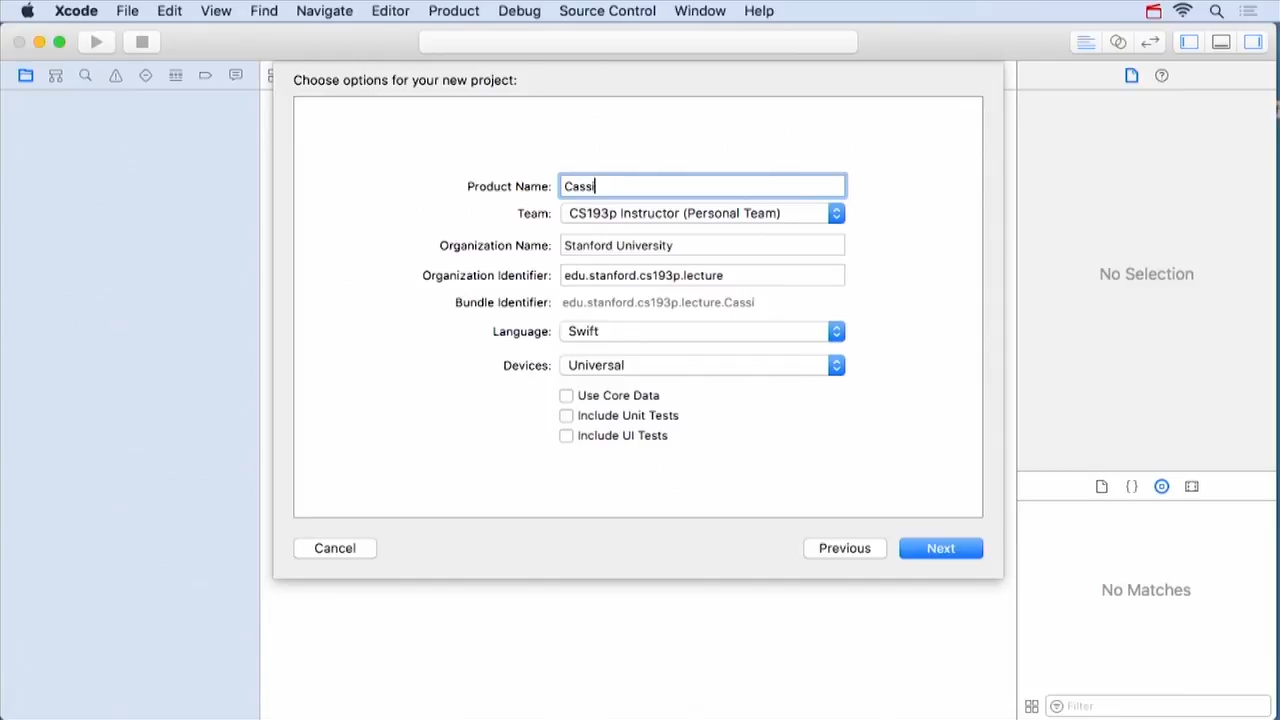 Xcode File Edit View Find Navigate Editor Product Debug Source Control Window Help
Choose options for your new project:
Product Name: Cassi
Team: CS193p Instructor (Personal Team)
Organization Name: Stanford University
Organization Identifier: edu.stanford.cs193p.lecture
Bundle Identifier: edu.stanford.cs193p.lecture.Cassi
Language: Swift
Devices: Universal
Use Core Data
Include Unit Tests
Include UI Tests
Cancel Previous Next
No Selection
No Matches
Filter